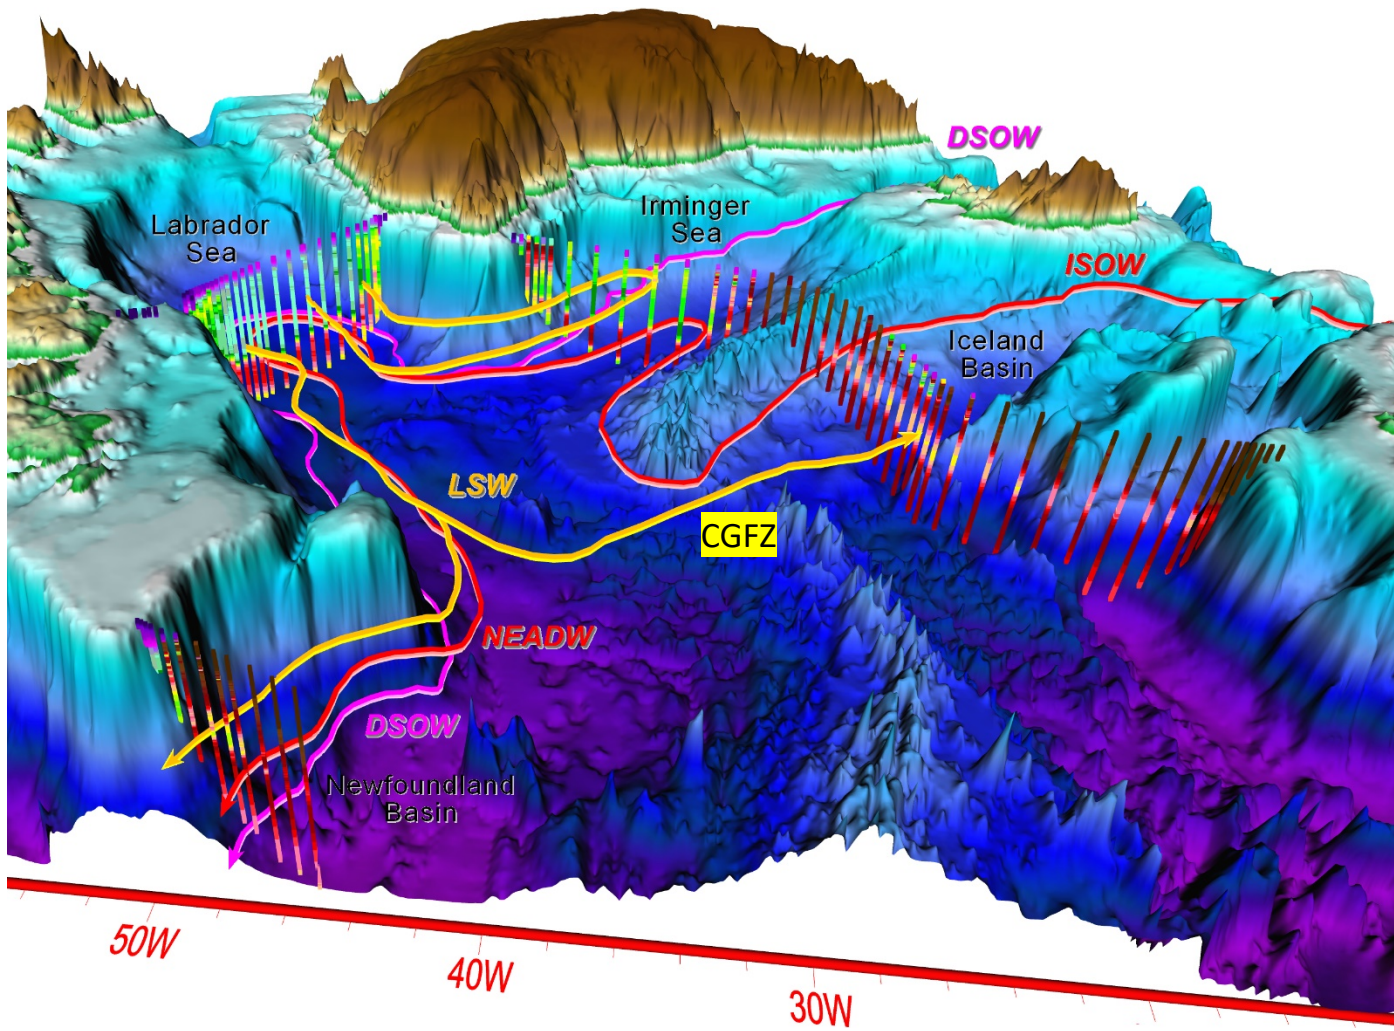 DSOW
Labrador
Sea
Irminger
Sea
ISOW
Iceland
Basin
LSW
CGFZ
NEADW
DSOW
Newfoundland
Basin
50W
40W
30W